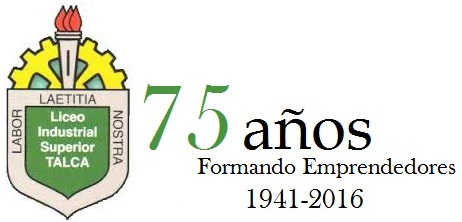 LABOR
LAETITIA
NOSTRA
Liceo
Industrial
Superior
TALCA
75 años
Formando Emprendedores
1941-2016